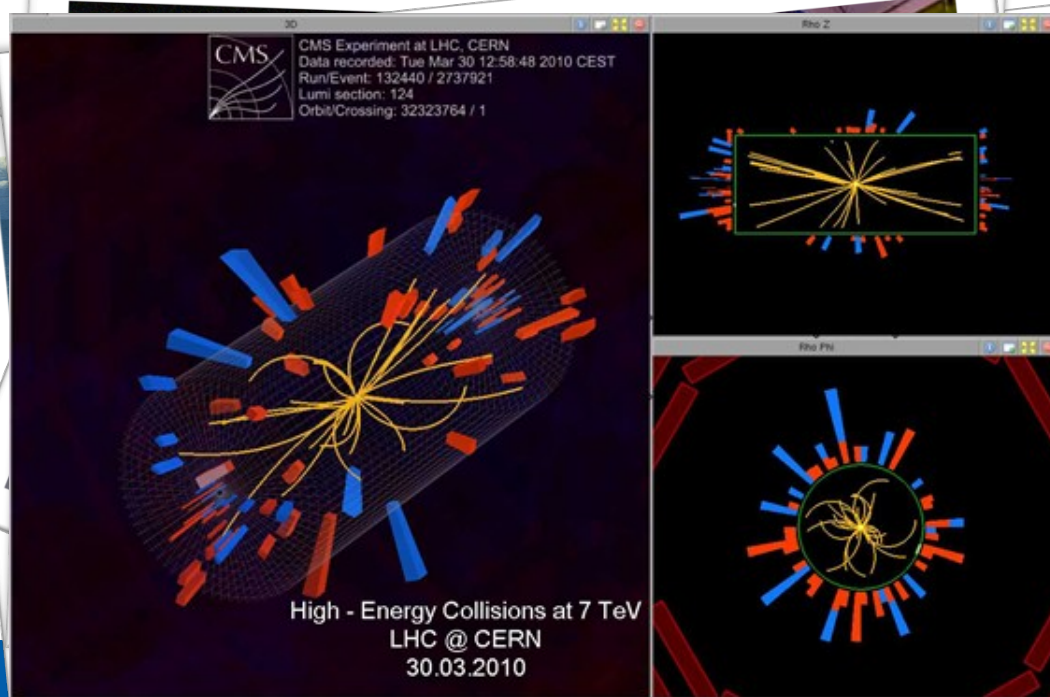 3D
CMS
CMS Experiment at LHC, CERN
Data recorded: Tue Mar 30 12:58:48 2010 CEST
Run/Event: 132440 / 2737921
Lumi section: 124
Orbit/Crossing: 32323764 / 1
High - Energy Collisions at 7 TeV
LHC @ CERN
30.03.2010
Rho Z
Rho Phi